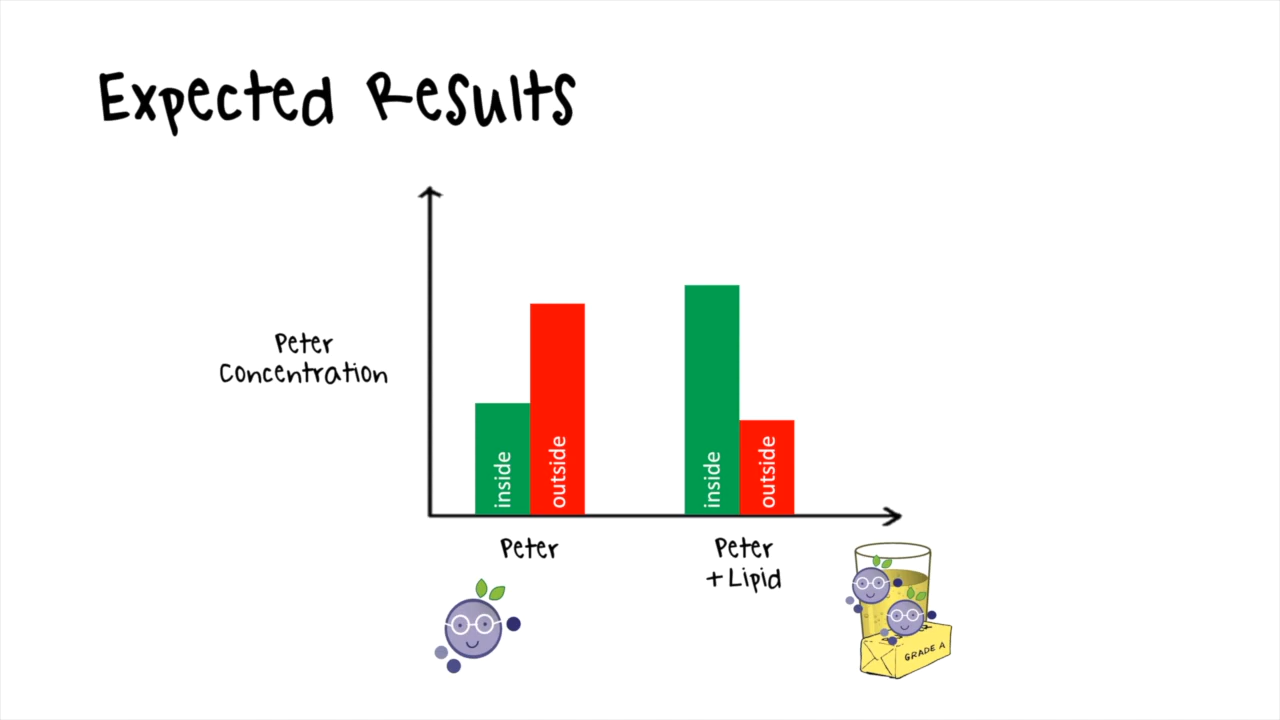 Expected Results
Peter
Concentration
inside
outside
inside
outside
Peter
Peter
+ Lipid
GRADE A